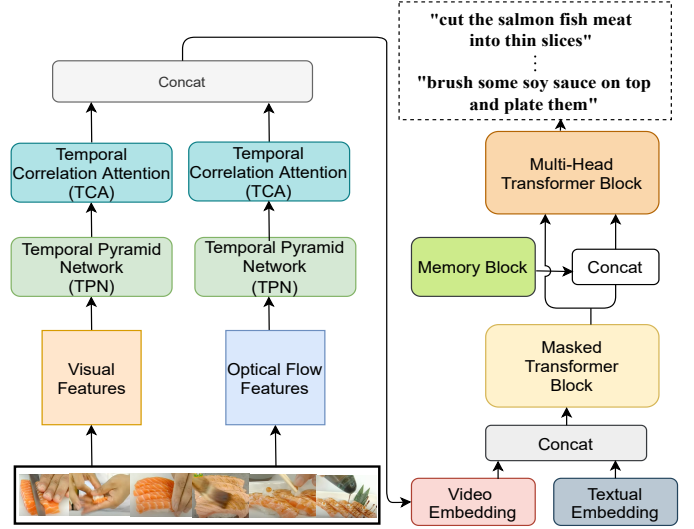 "cut the salmon fish meat
into thin slices"
"brush some soy sauce on top
and plate them"
Concat
Temporal
Correlation Attention
(TCA)
Temporal
Correlation Attention
(TCA)
Multi-Head
Transformer Block
Temporal Pyramid
Network
(TPN)
Temporal Pyramid
Network
(TPN)
Memory Block
Concat
Visual
Features
Optical Flow
Features
Masked
Transformer
Block
Concat
Video
Embedding
Textual
Embedding